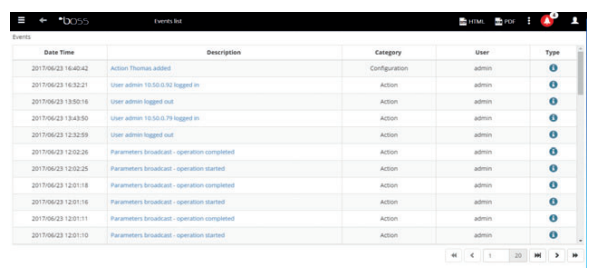 boss Events list HTML PDF
Events
Date Time Description Category User Type
2017/06/23 16:40:42 Action Thomas added Configuration admin
2017/06/23 16:32:21 User admin 10.50.0.92 logged in Action admin
2017/06/23 13:50:16 User admin logged out Action admin
2017/06/23 13:43:50 User admin 10.50.0.79 logged in Action admin
2017/06/23 12:32:59 User admin logged out Action admin
2017/06/23 12:02:26 Parameters broadcast - operation completed Action admin
2017/06/23 12:02:25 Parameters broadcast - operation started Action admin
2017/06/23 12:01:18 Parameters broadcast - operation completed Action admin
2017/06/23 12:01:16 Parameters broadcast - operation started Action admin
2017/06/23 12:01:11 Parameters broadcast - operation completed Action admin
2017/06/23 12:01:10 Parameters broadcast - operation started Action admin
1 20